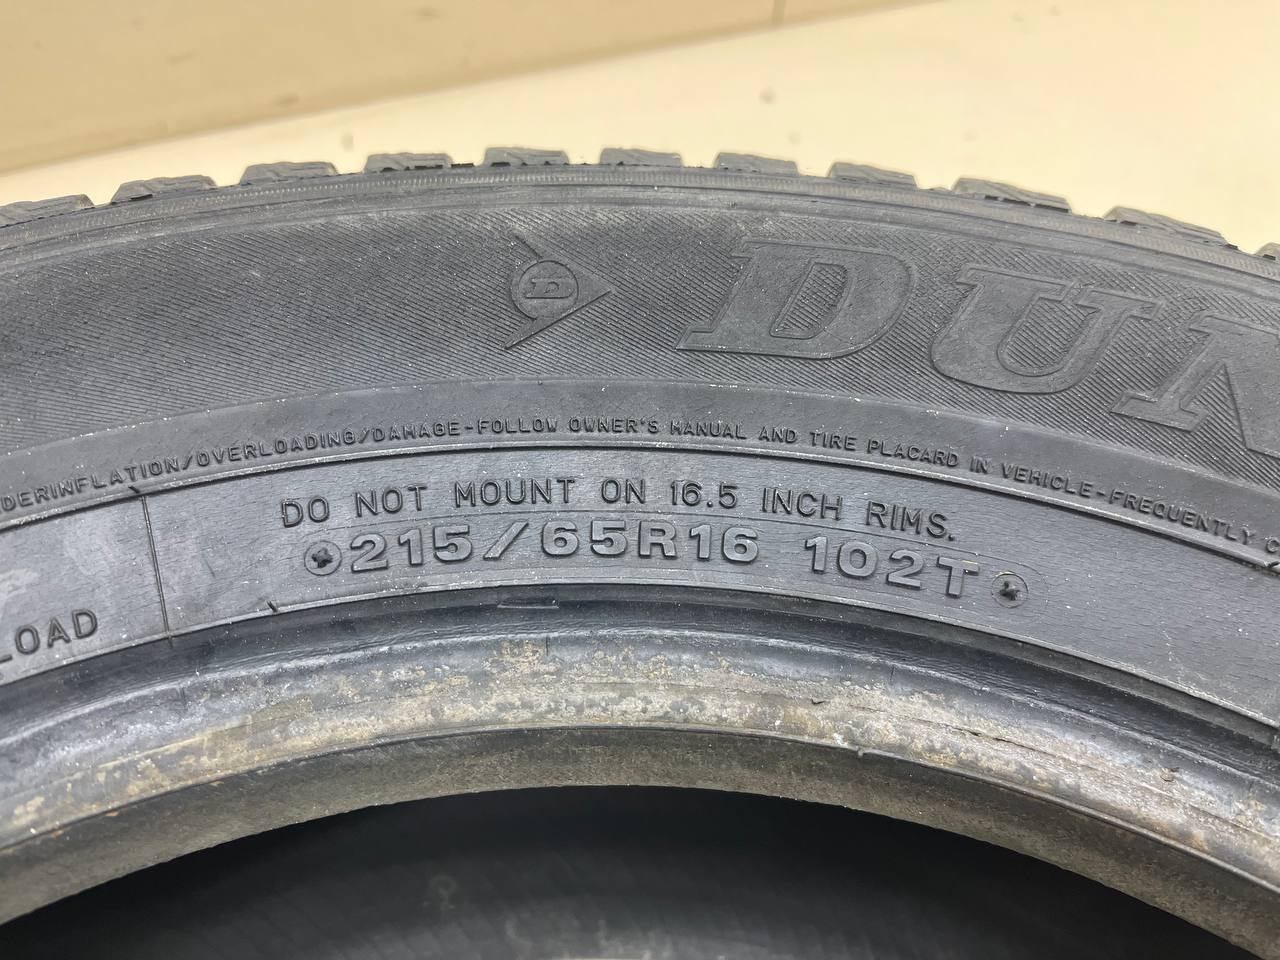 D
DUN
DERINFLATION/OVERLOADING/DAMAGE-FOLLOW OWNER'S MANUAL AND TIRE PLACARD IN VEHICLE-FREQUENTLY C
DO NOT MOUNT ON 16.5 INCH RIMS.
215/65R16 102T
LOAD